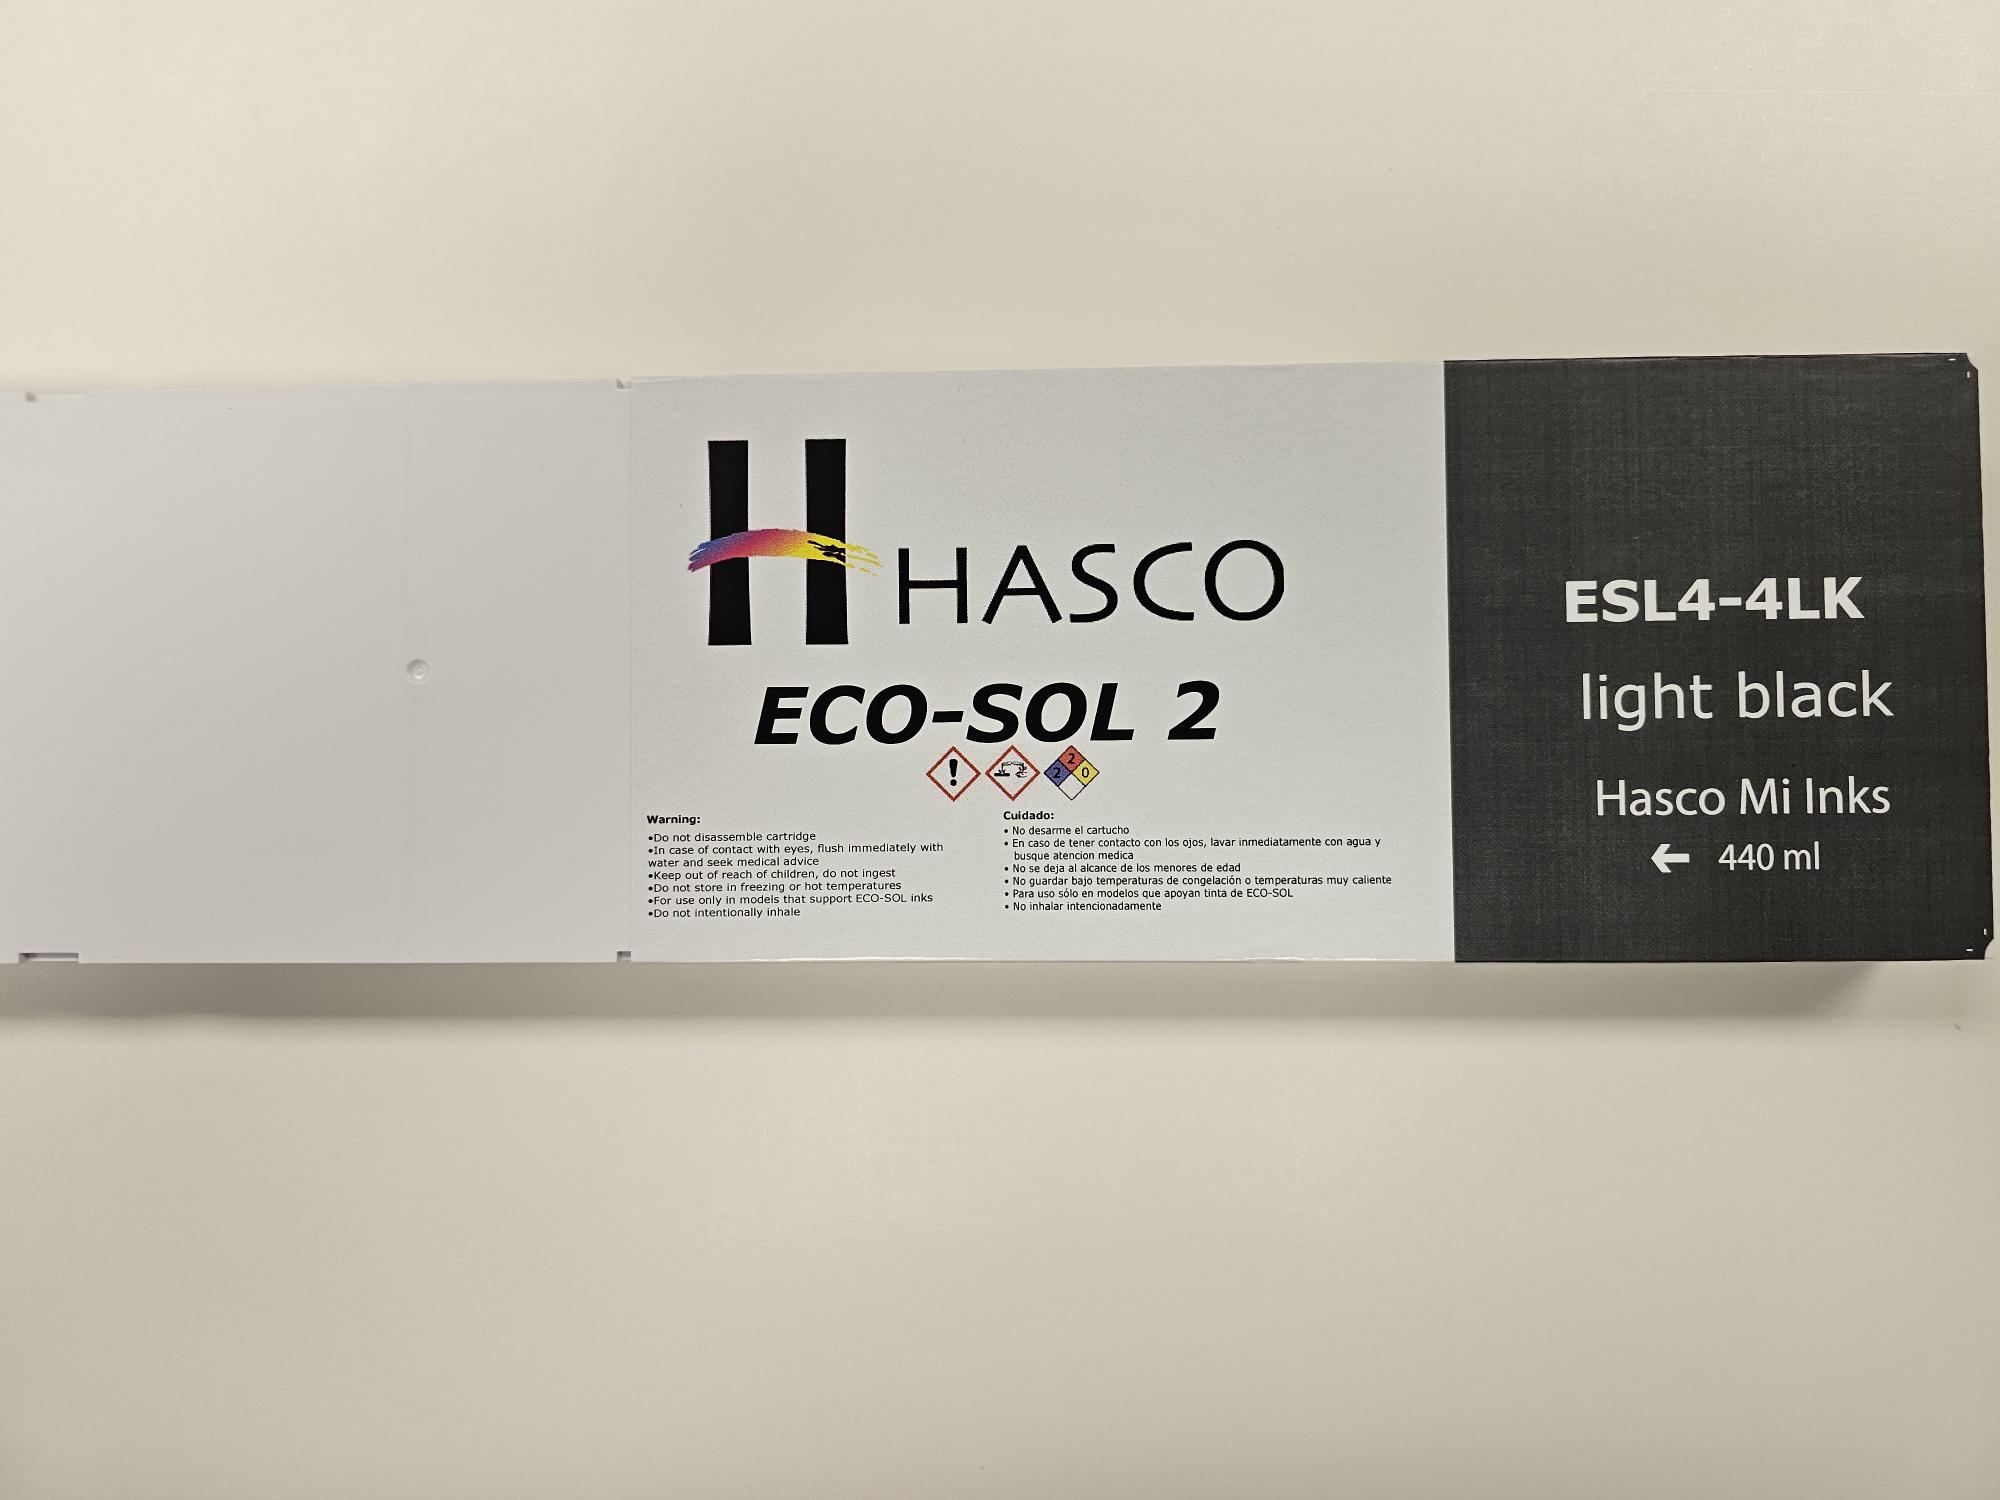 H HASCO
ECO-SOL 2
2
2 0
Warning:
•Do not disassemble cartridge
•In case of contact with eyes, flush immediately with
water and seek medical advice
•Keep out of reach of children, do not ingest
•Do not store in freezing or hot temperatures
•For use only in models that support ECO-SOL inks
•Do not intentionally inhale
Cuidado:
• No desarme el cartucho
• En caso de tener contacto con los ojos, lavar inmediatamente con agua y
busque atencion medica
• No se deja al alcance de los menores de edad
• No guardar bajo temperaturas de congelación o temperaturas muy caliente
• Para uso sólo en modelos que apoyan tinta de ECO-SOL
• No inhalar intencionadamente
ESL4-4LK
light black
Hasco Mi Inks
← 440 ml